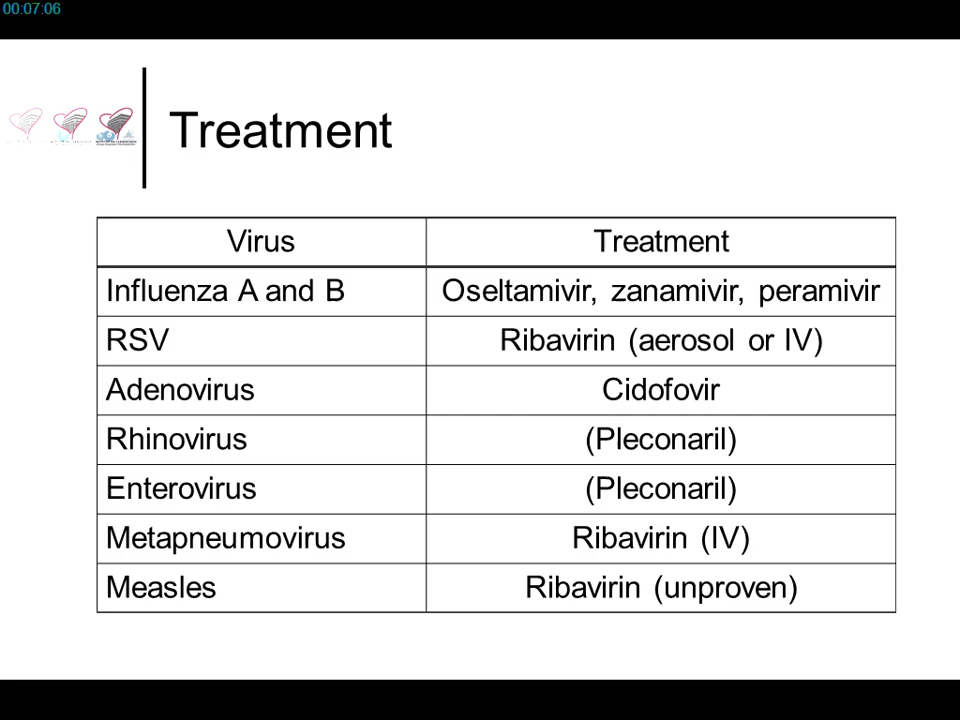 00:07:06
Treatment
Virus Treatment
Influenza A and B Oseltamivir, zanamivir, peramivir
RSV Ribavirin (aerosol or IV)
Adenovirus Cidofovir
Rhinovirus (Pleconaril)
Enterovirus (Pleconaril)
Metapneumovirus Ribavirin (IV)
Measles Ribavirin (unproven)